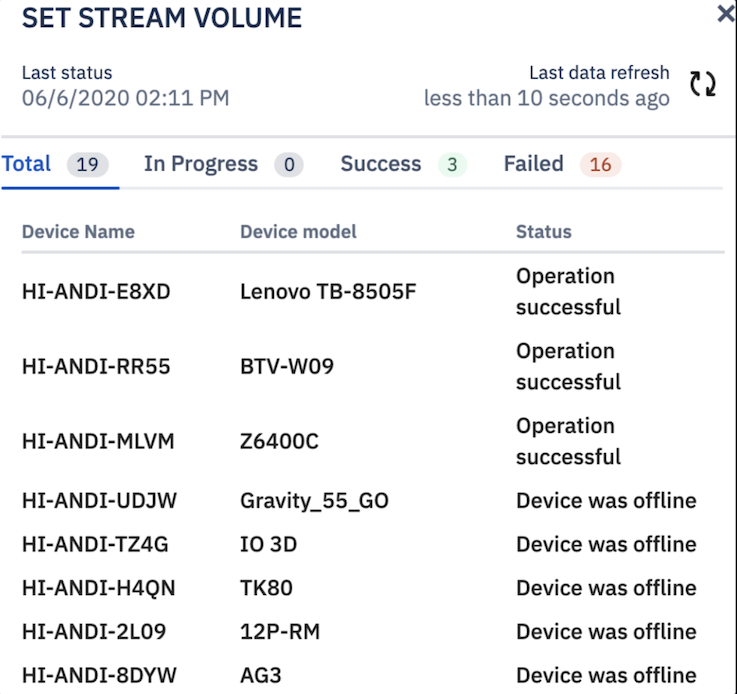 SET STREAM VOLUME
Last status
Last data refresh
06/6/2020 02:11 PM
less than 10 seconds ago
Total 19 In Progress 0 Success 3 Failed 16
Device Name Device model Status
HI-ANDI-E8XD Lenovo TB-8505F Operation
successful
HI-ANDI-RR55 BTV-W09 Operation
successful
HI-ANDI-MLVM Z6400C Operation
successful
HI-ANDI-UDJW Gravity_55_GO Device was offline
HI-ANDI-TZ4G IO 3D Device was offline
HI-ANDI-H4QN TK80 Device was offline
HI-ANDI-2L09 12P-RM Device was offline
HI-ANDI-8DYW AG3 Device was offline